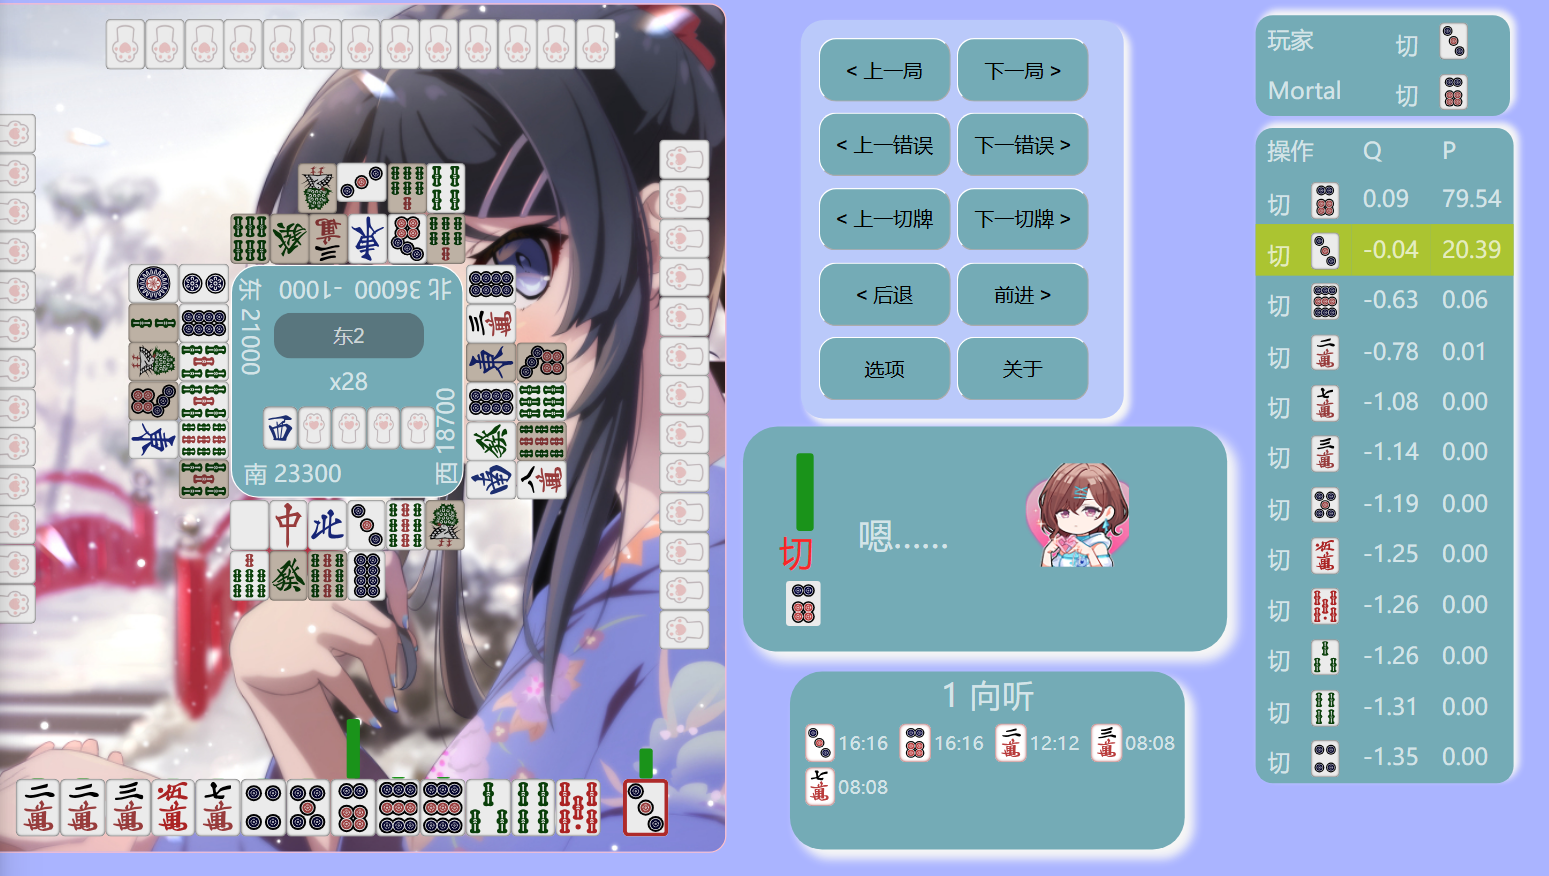 北 36000 -1000
东 21000
东2
x28
西 18700
南 23300
< 上一局
下一局 >
< 上一错误
下一错误 >
< 上一切牌
下一切牌 >
< 后退
前进 >
选项
关于
切
嗯……
1 向听
16:16
16:16
12:12
08:08
08:08
玩家 切
Mortal 切
操作 Q P
切 0.09 79.54
切 -0.04 20.39
切 -0.63 0.06
切 -0.78 0.01
切 -1.08 0.00
切 -1.14 0.00
切 -1.19 0.00
切 -1.25 0.00
切 -1.26 0.00
切 -1.26 0.00
切 -1.31 0.00
切 -1.35 0.00